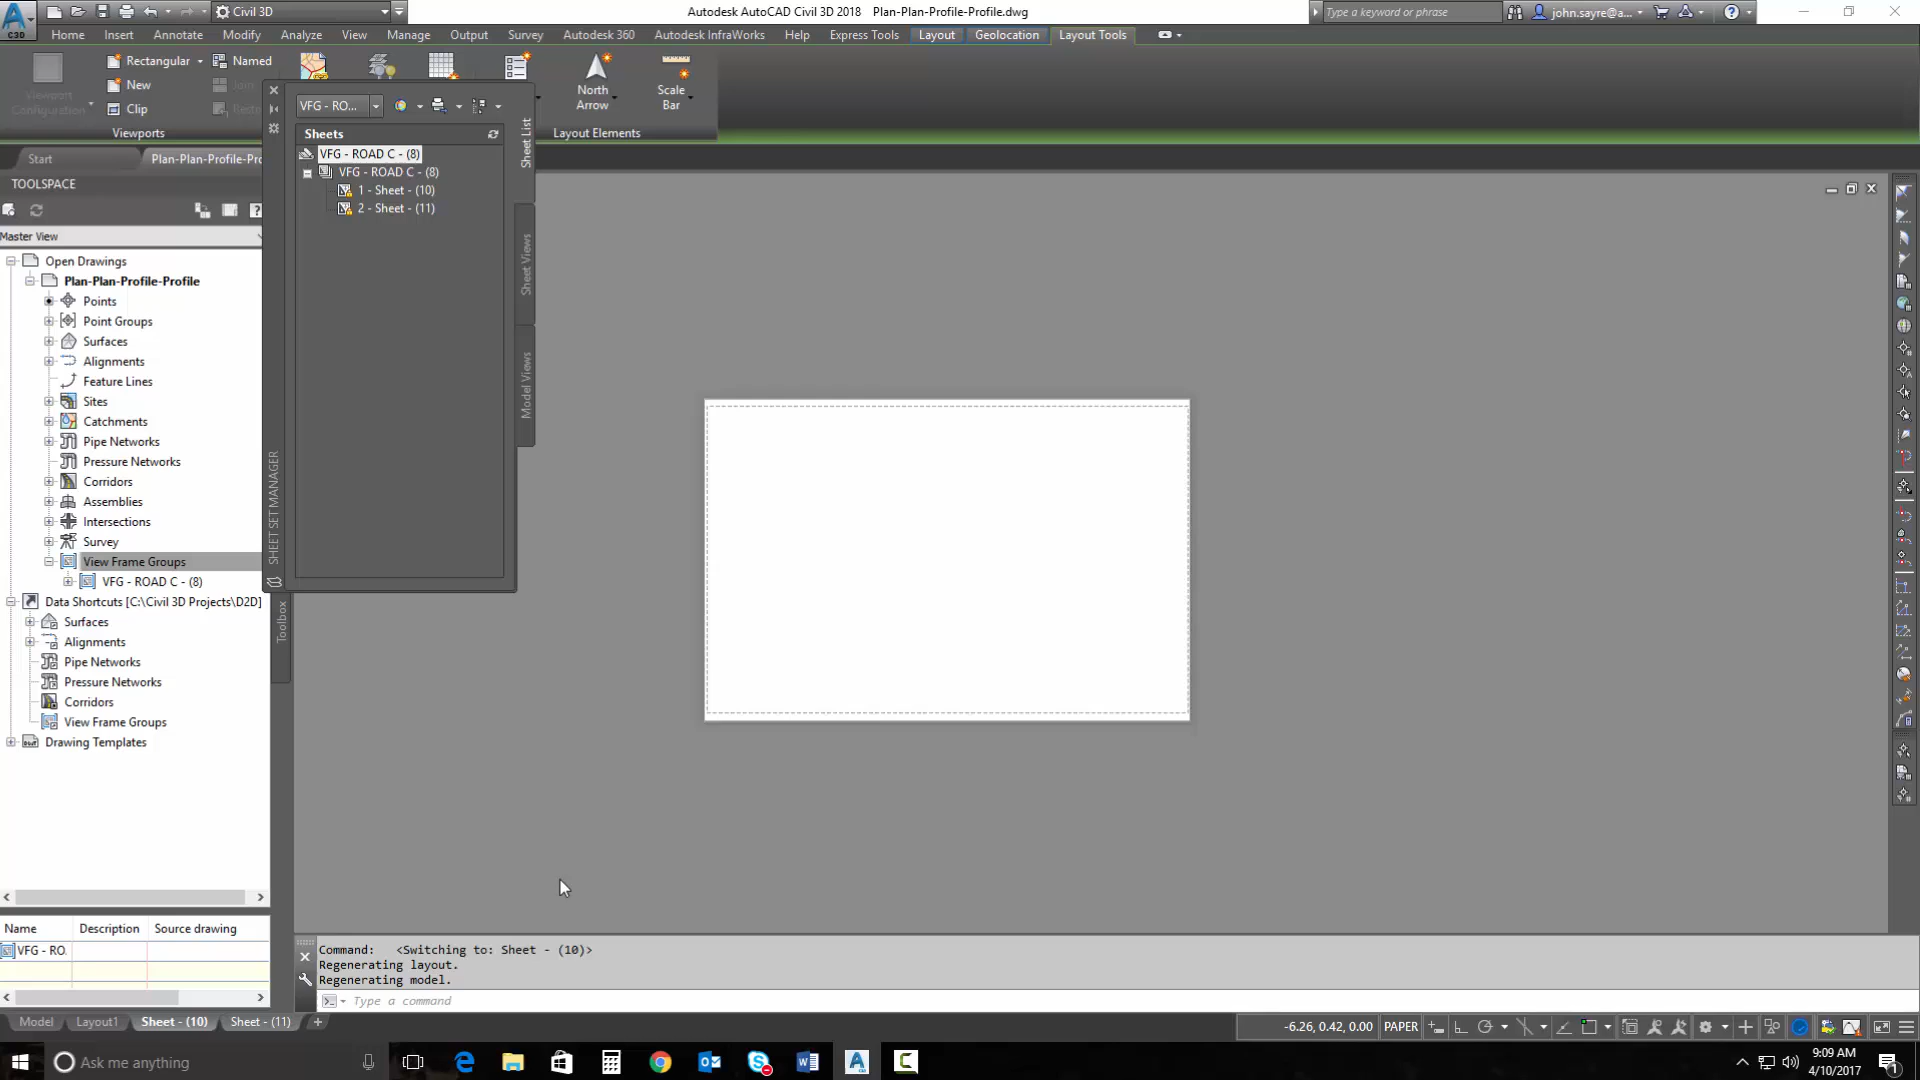 C3D
Civil 3D
Autodesk AutoCAD Civil 3D 2018 Plan-Plan-Profile-Profile.dwg
Type a keyword or phrase
john.sayre@a...
Home Insert Annotate Modify Analyze View Manage Output Survey Autodesk 360 Autodesk InfraWorks Help Express Tools Layout Geolocation Layout Tools
Viewport
Configuration
Rectangular
Named
New
Join
Clip
Viewports
North
Arrow
Scale
Bar
Layout Elements
VFG - RO...
Sheets
VFG - ROAD C - (8)
VFG - ROAD C - (8)
1 - Sheet - (10)
2 - Sheet - (11)
Sheet List
Sheet Views
Model Views
SHEET SET MANAGER
Start
Plan-Plan-Profile-Pro
TOOLSPACE
Master View
Open Drawings
Plan-Plan-Profile-Profile
Points
Point Groups
Surfaces
Alignments
Feature Lines
Sites
Catchments
Pipe Networks
Pressure Networks
Corridors
Assemblies
Intersections
Survey
View Frame Groups
VFG - ROAD C - (8)
Data Shortcuts [C:\Civil 3D Projects\D2D]
Surfaces
Alignments
Pipe Networks
Pressure Networks
Corridors
View Frame Groups
Drawing Templates
Toolbox
Name Description Source drawing
VFG - RO.
Command: <Switching to: Sheet - (10)>
Regenerating layout.
Regenerating model.
Type a command
Model Layout1 Sheet - (10) Sheet - (11) +
-6.26, 0.42, 0.00 PAPER
Ask me anything
9:09 AM
4/10/2017
1